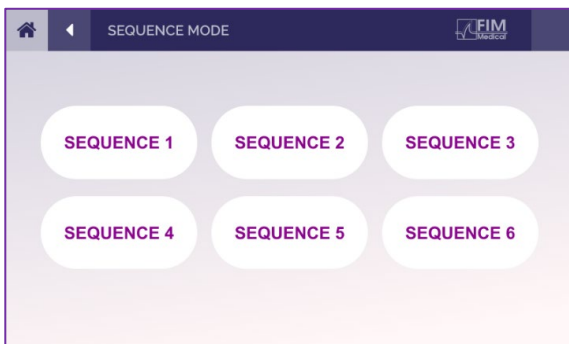 SEQUENCE MODE
FIM
Medical
SEQUENCE 1
SEQUENCE 2
SEQUENCE 3
SEQUENCE 4
SEQUENCE 5
SEQUENCE 6